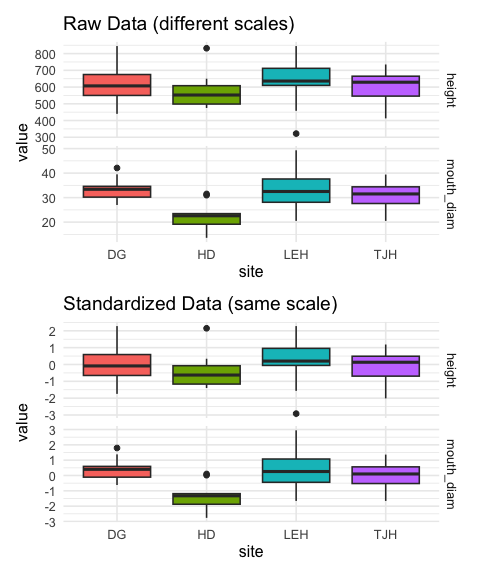 Raw Data (different scales)
800
700
600
500
400
300
height
50
40
30
20
mouth_diam
value
DG HD LEH TJH
site
Standardized Data (same scale)
2
1
0
-1
-2
-3
height
3
2
1
0
-1
-2
-3
mouth_diam
value
DG HD LEH TJH
site